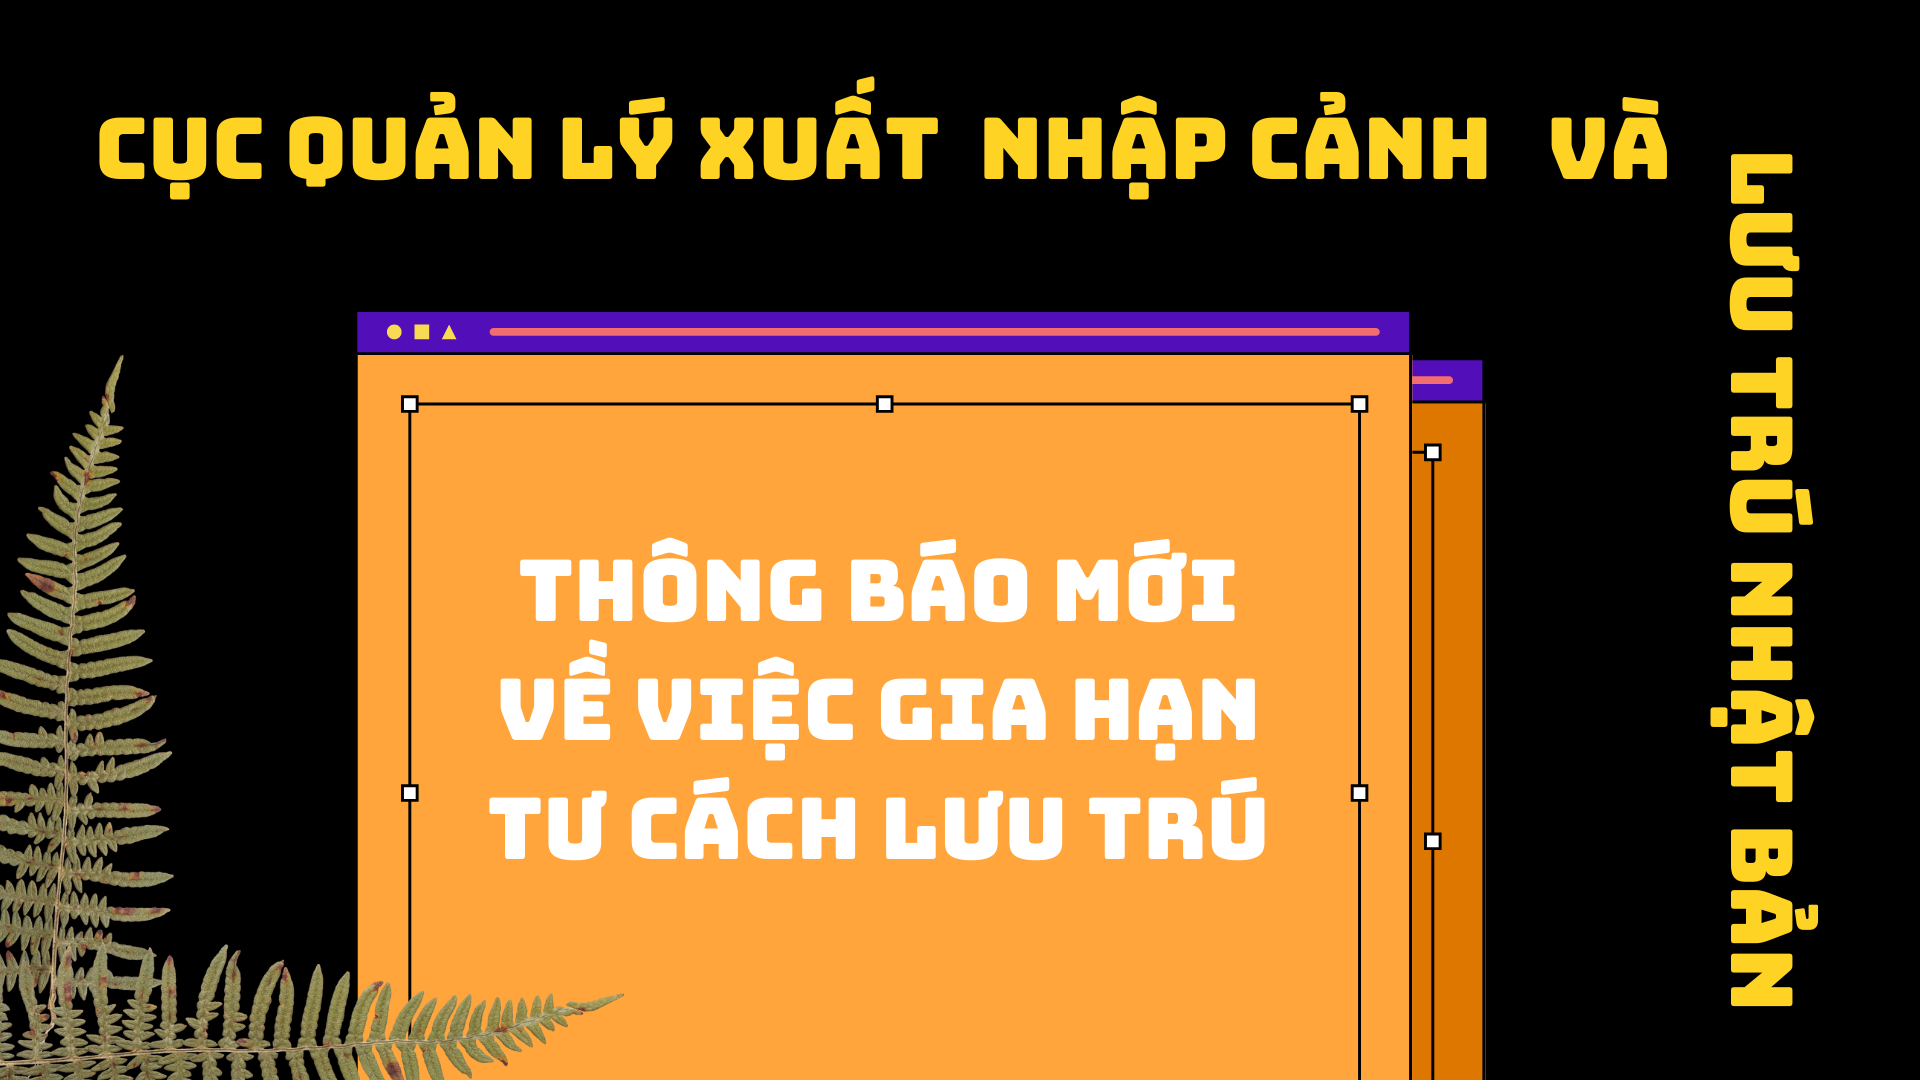 CỤC QUẢN LÝ XUẤT NHẬP CẢNH VÀ
LƯU TRÚ NHẬT BẢN
THÔNG BÁO MỚI
VỀ VIỆC GIA HẠN
TƯ CÁCH LƯU TRÚ